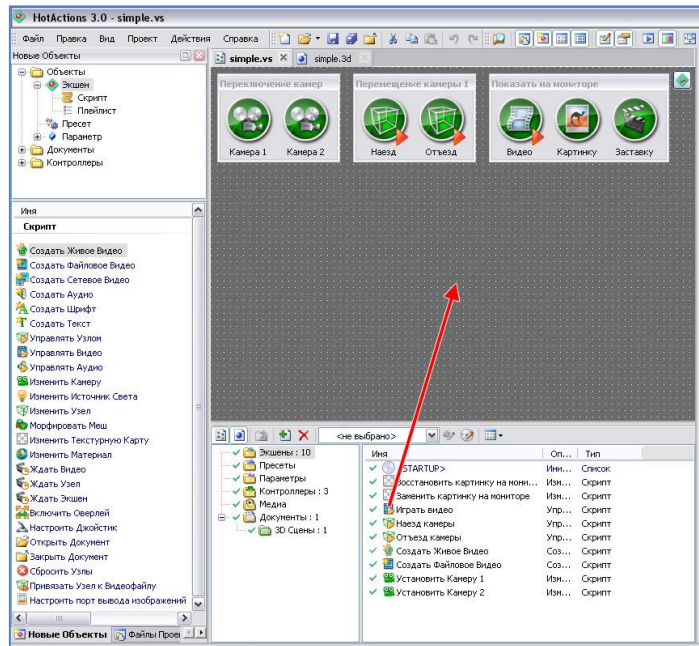 HotActions 3.0 - simple.vs
Файл Правка Вид Проект Действия Справка
Новые Объекты
Объекты
Экшен
Скрипт
Плейлист
Пресет
Параметр
Документы
Контроллеры
Имя
Скрипт
Создать Живое Видео
Создать Файловое Видео
Создать Сетевое Видео
Создать Аудио
Создать Шрифт
Создать Текст
Управлять Узлом
Управлять Видео
Управлять Аудио
Изменить Камеру
Изменить Источник Света
Изменить Узел
Морфировать Меш
Изменить Текстурную Карту
Изменить Материал
Ждать Видео
Ждать Узел
Ждать Экшен
Включить Оверлей
Настроить Джойстик
Открыть Документ
Закрыть Документ
Сбросить Узлы
Привязать Узел к Видеофайлу
Настроить порт вывода изображений
Новые Объекты Файлы Прое
simple.vs simple.3d
Переключение камер
Камера 1 Камера 2
Перемещение камеры 1
Наезд Отъезд
Показать на мониторе
Видео Картинку Заставку
<не выбрано>
Экшены : 10
Пресеты
Параметры
Контроллеры : 3
Медиа
Документы : 1
3D Сцены : 1
Имя Оп... Тип
<STARTUP> Ини... Список
Восстановить картинку на мони... Изм... Скрипт
Заменить картинку на мониторе Изм... Скрипт
Играть видео Упр... Скрипт
Наезд камеры Упр... Скрипт
Отъезд камеры Упр... Скрипт
Создать Живое Видео Соз... Скрипт
Создать Файловое Видео Соз... Скрипт
Установить Камеру 1 Изм... Скрипт
Установить Камеру 2 Изм... Скрипт